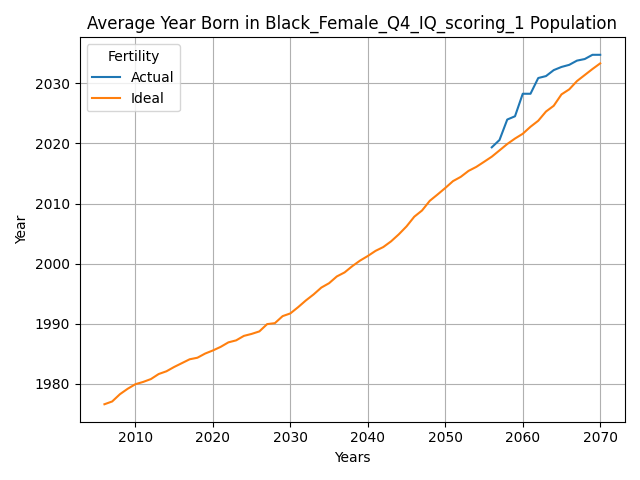 Average Year Born in Black_Female_Q4_IQ_scoring_1 Population
Fertility
Actual
Ideal
Year
2030
2020
2010
2000
1990
1980
2010
2020
2030
2040
2050
2060
2070
Years